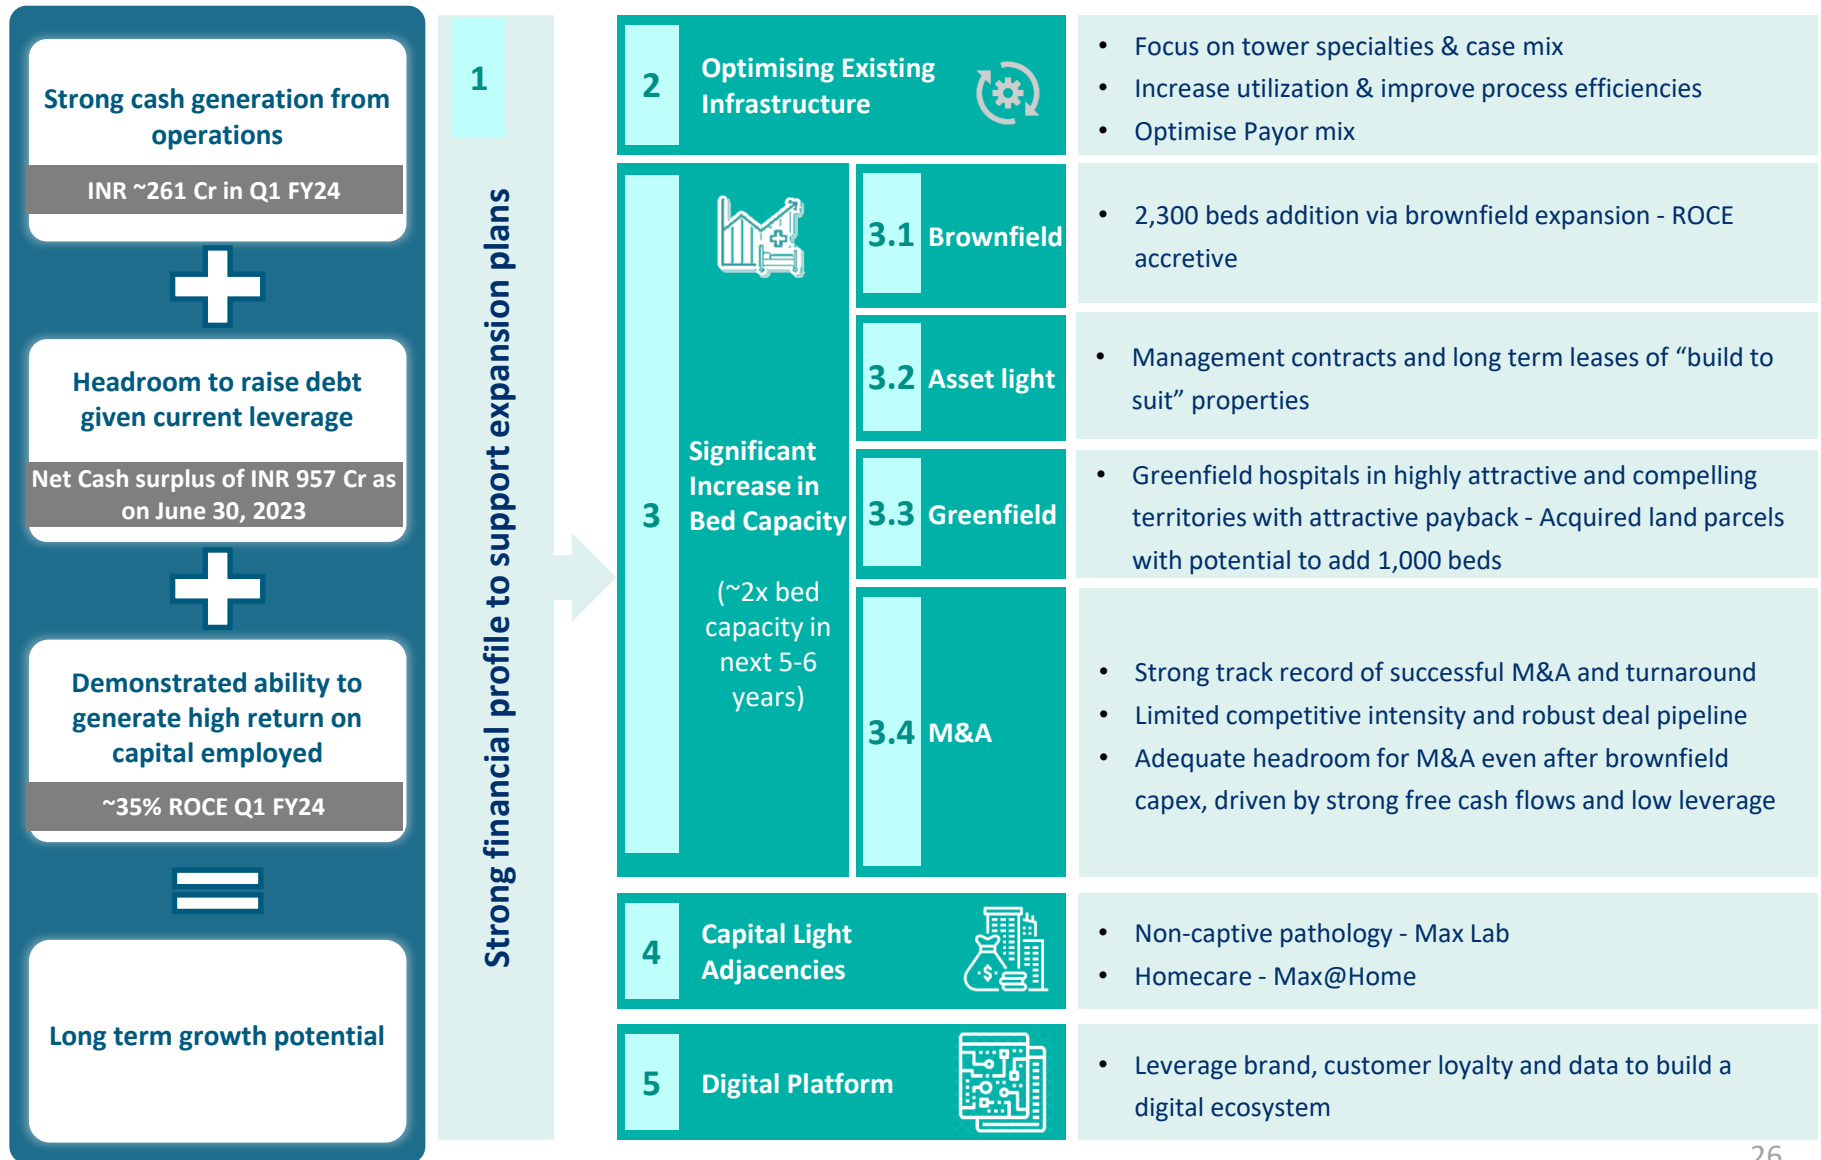 Strong cash generation from
operations
INR ~261 Cr in Q1 FY24
Headroom to raise debt
given current leverage
Net Cash surplus of INR 957 Cr as
on June 30, 2023
Demonstrated ability to
generate high return on
capital employed
~35% ROCE Q1 FY24
Long term growth potential
1
Strong financial profile to support expansion plans
2
Optimising Existing
Infrastructure
• Focus on tower specialties & case mix
• Increase utilization & improve process efficiencies
• Optimise Payor mix
3
Significant
Increase in
Bed Capacity
(~2x bed
capacity in
next 5-6
years)
3.1 Brownfield
• 2,300 beds addition via brownfield expansion - ROCE
accretive
3.2 Asset light
• Management contracts and long term leases of “build to
suit” properties
3.3 Greenfield
• Greenfield hospitals in highly attractive and compelling
territories with attractive payback - Acquired land parcels
with potential to add 1,000 beds
3.4 M&A
• Strong track record of successful M&A and turnaround
• Limited competitive intensity and robust deal pipeline
• Adequate headroom for M&A even after brownfield
capex, driven by strong free cash flows and low leverage
4
Capital Light
Adjacencies
$
• Non-captive pathology - Max Lab
• Homecare - Max@Home
5
Digital Platform
• Leverage brand, customer loyalty and data to build a
digital ecosystem
26